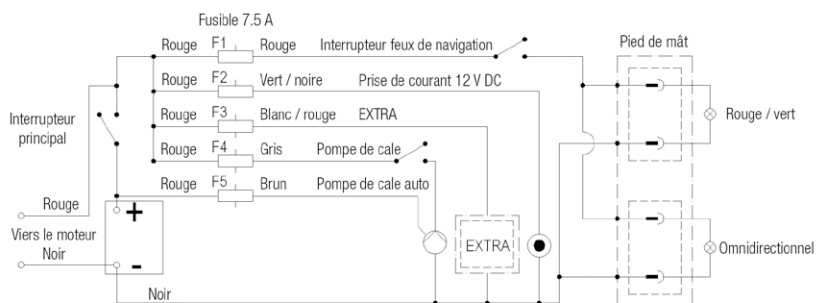 Fusible 7.5 A
Rouge F1 Rouge Interrupteur feux de navigation
Pied de mât
Rouge F2 Vert / noire Prise de courant 12 V DC
Rouge F3 Blanc / rouge EXTRA
Rouge / vert
Interrupteur
principal
Rouge F4 Gris Pompe de cale
Rouge F5 Brun Pompe de cale auto
Rouge
+
Viers le moteur
Noir
-
EXTRA
Omnidirectionnel
Noir